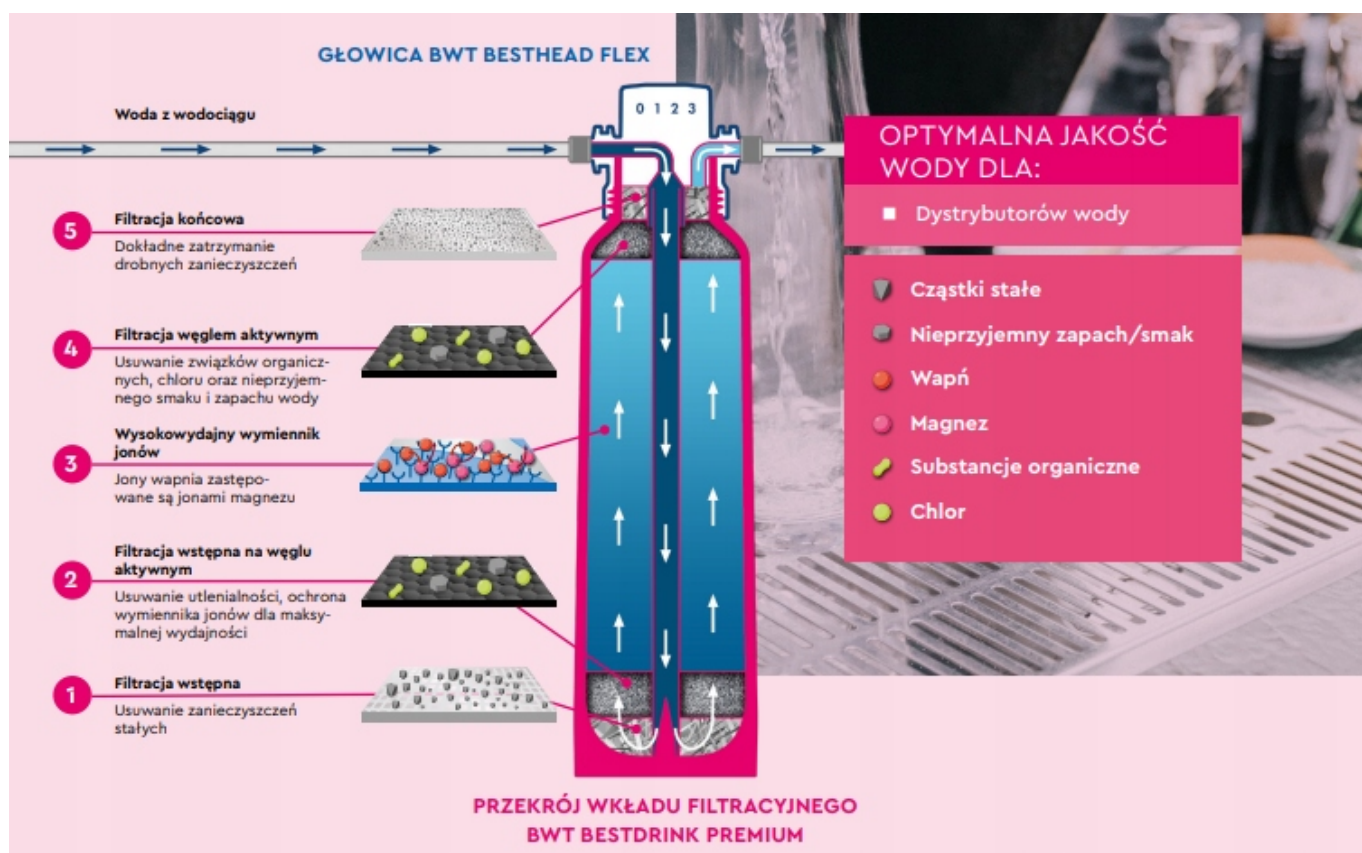 GŁOWICA BWT BESTHEAD FLEX
Woda z wodociągu
0 1 2 3
OPTYMALNA JAKOŚĆ
WODY DLA:
Dystrybutorów wody
5
Filtracja końcowa
Dokładne zatrzymanie
drobnych zanieczyszczeń
4
Filtracja węglem aktywnym
Usuwanie związków organicz-
nych, chloru oraz nieprzyjem-
nego smaku i zapachu wody
3
Wysokowydajny wymiennik
jonów
Jony wapnia zastępo-
wane są jonami magnezu
2
Filtracja wstępna na węglu
aktywnym
Usuwanie utlenialności, ochrona
wymiennika jonów dla maksy-
malnej wydajności
1
Filtracja wstępna
Usuwanie zanieczyszczeń
stałych
Cząstki stałe
Nieprzyjemny zapach/smak
Wapń
Magnez
Substancje organiczne
Chlor
PRZEKRÓJ WKŁADU FILTRACYJNEGO
BWT BESTDRINK PREMIUM